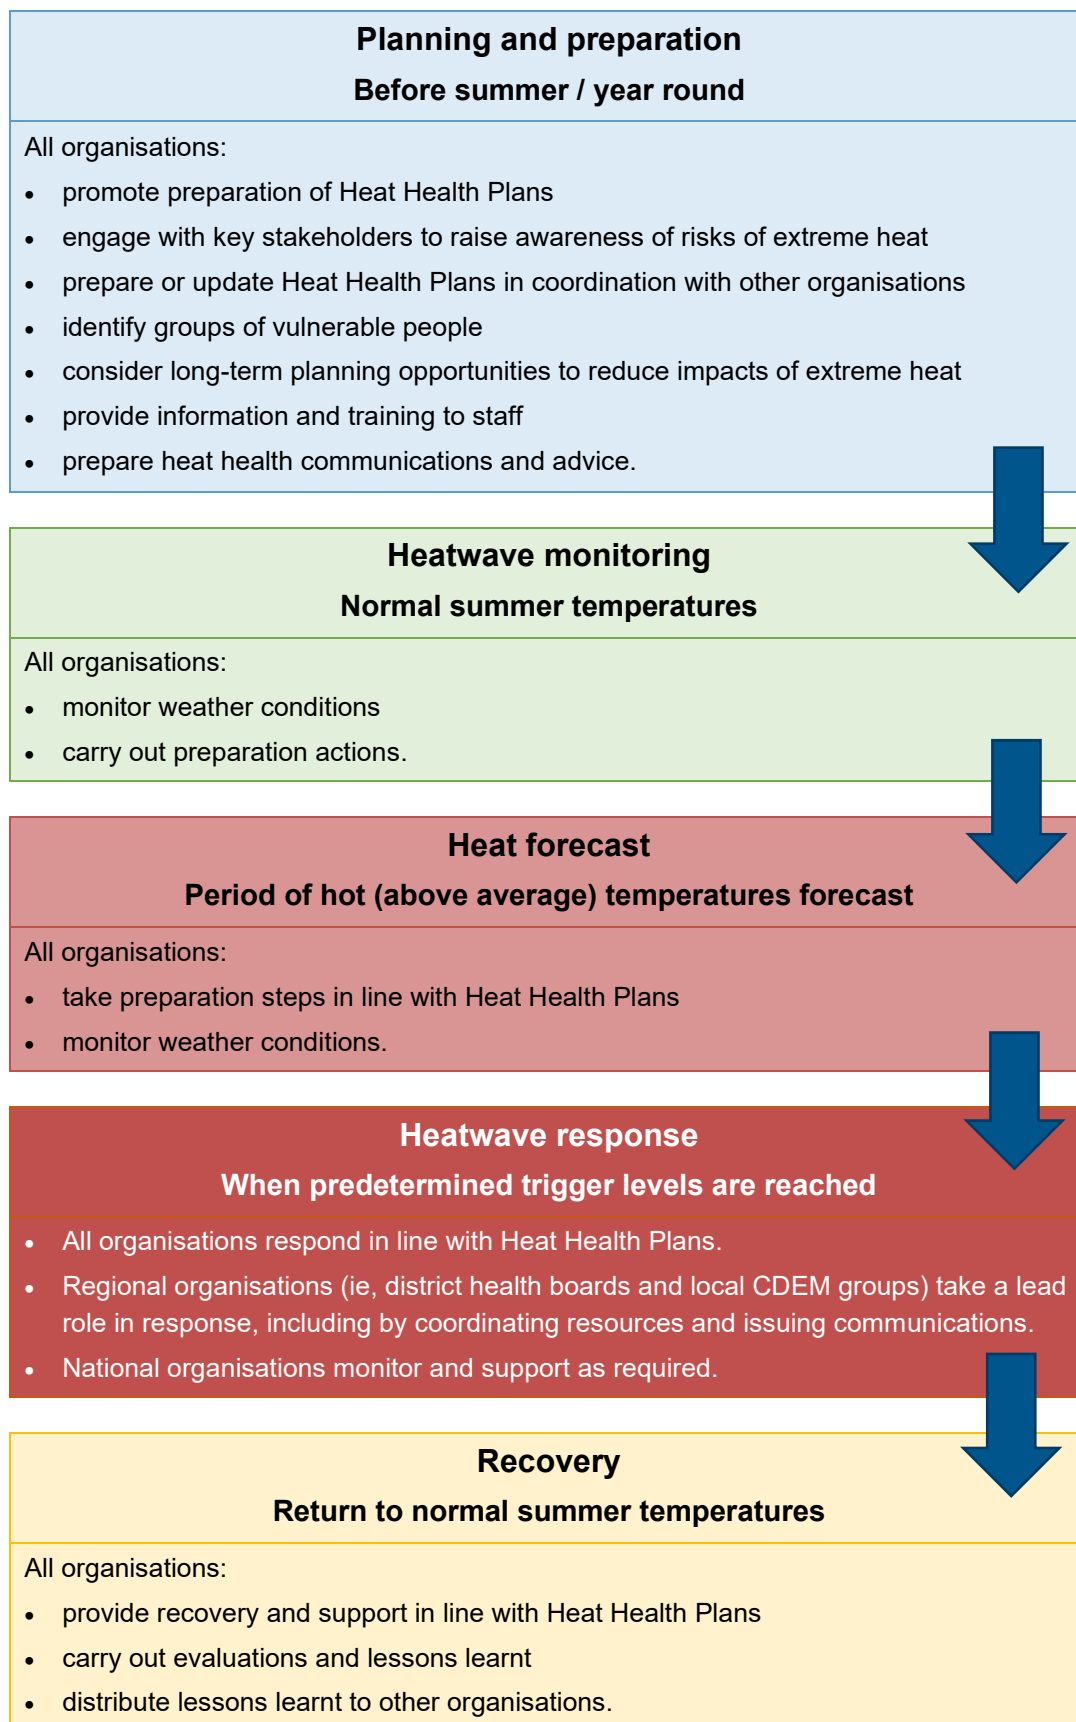 Planning and preparation
Before summer / year round
All organisations:
• promote preparation of Heat Health Plans
• engage with key stakeholders to raise awareness of risks of extreme heat
• prepare or update Heat Health Plans in coordination with other organisations
• identify groups of vulnerable people
• consider long-term planning opportunities to reduce impacts of extreme heat
• provide information and training to staff
• prepare heat health communications and advice.
Heatwave monitoring
Normal summer temperatures
All organisations:
• monitor weather conditions
• carry out preparation actions.
Heat forecast
Period of hot (above average) temperatures forecast
All organisations:
• take preparation steps in line with Heat Health Plans
• monitor weather conditions.
Heatwave response
When predetermined trigger levels are reached
• All organisations respond in line with Heat Health Plans.
• Regional organisations (ie, district health boards and local CDEM groups) take a lead
role in response, including by coordinating resources and issuing communications.
• National organisations monitor and support as required.
Recovery
Return to normal summer temperatures
All organisations:
• provide recovery and support in line with Heat Health Plans
• carry out evaluations and lessons learnt
• distribute lessons learnt to other organisations.